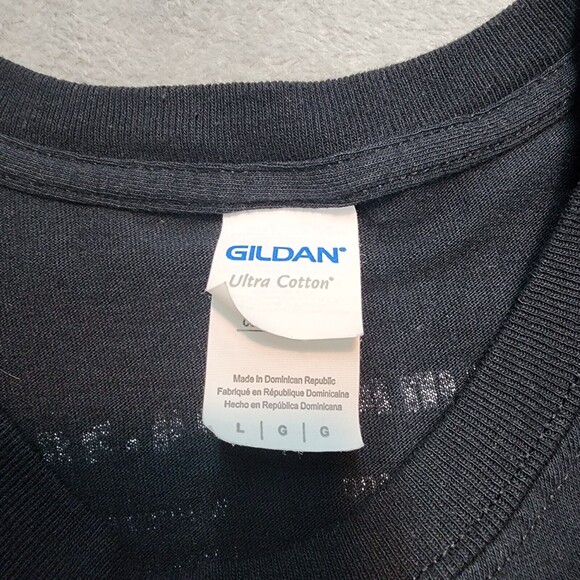 GILDAN®
Ultra Cotton®
Made in Dominican Republic
Fabriqué en République Dominicaine
Hecho en República Dominicana
L | G | G